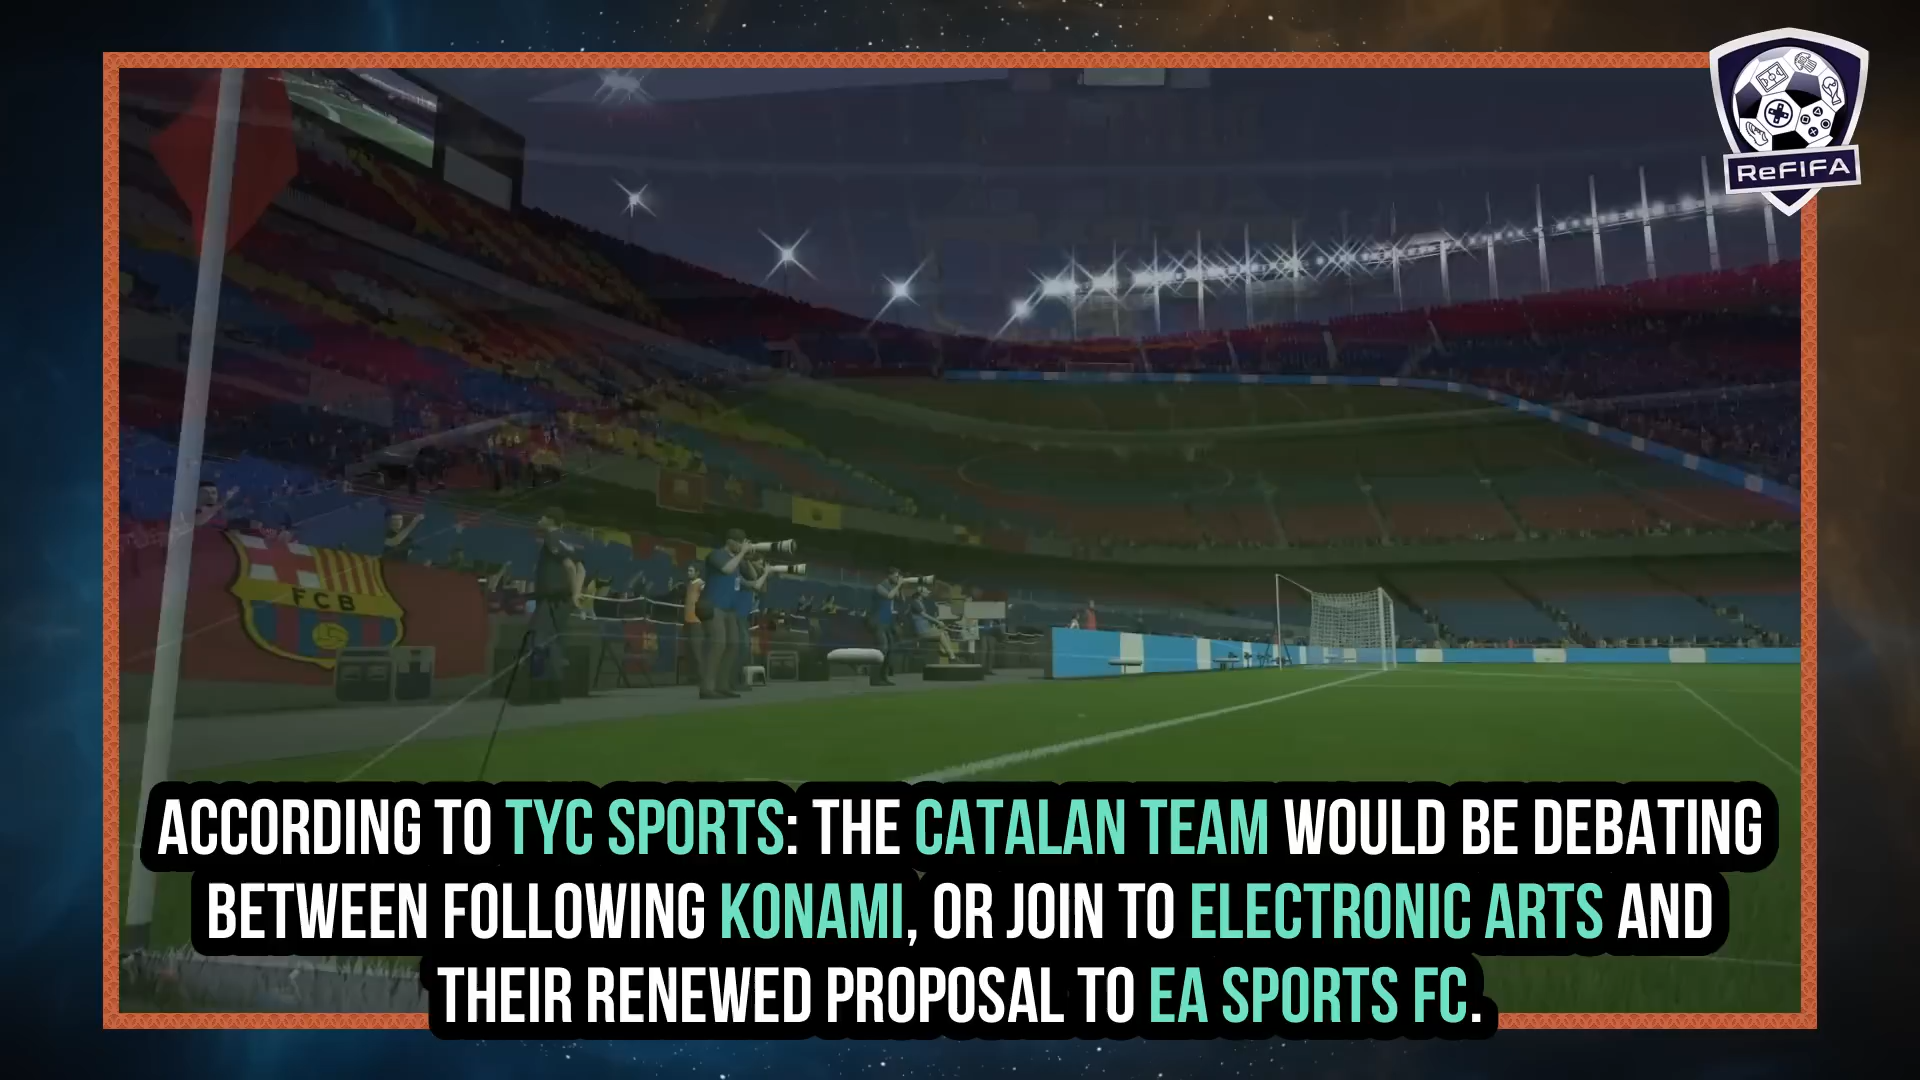 ReFIFA
FCB
ACCORDING TO TYC SPORTS: THE CATALAN TEAM WOULD BE DEBATING
BETWEEN FOLLOWING KONAMI, OR JOIN TO ELECTRONIC ARTS AND
THEIR RENEWED PROPOSAL TO EA SPORTS FC.